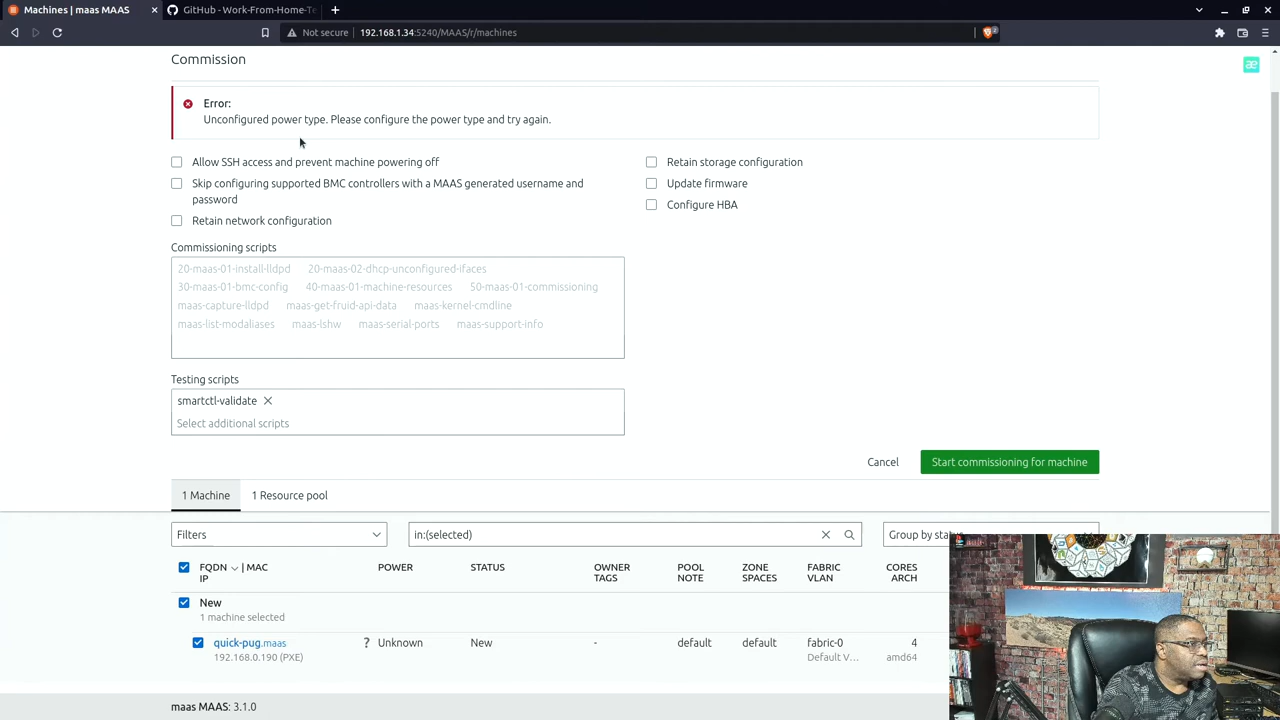 Machines | maas MAAS
GitHub - Work-From-Home-Te
Not secure 192.168.1.34:5240/MAAS/r/machines
2
æ
Commission
Error:
Unconfigured power type. Please configure the power type and try again.
Allow SSH access and prevent machine powering off
Skip configuring supported BMC controllers with a MAAS generated username and
password
Retain network configuration
Retain storage configuration
Update firmware
Configure HBA
Commissioning scripts
20-maas-01-install-lldpd 20-maas-02-dhcp-unconfigured-ifaces
30-maas-01-bmc-config 40-maas-01-machine-resources 50-maas-01-commissioning
maas-capture-lldpd maas-get-fruid-api-data maas-kernel-cmdline
maas-list-modaliases maas-lshw maas-serial-ports maas-support-info
Testing scripts
smartctl-validate
Select additional scripts
Cancel Start commissioning for machine
1 Machine 1 Resource pool
Filters in:(selected) Group by statu
FQDN | MAC POWER STATUS OWNER POOL ZONE FABRIC CORES
IP TAGS NOTE SPACES VLAN ARCH
New
1 machine selected
quick-pug.maas ? Unknown New - default default fabric-0 4
192.168.0.190 (PXE) Default V... amd64
maas MAAS: 3.1.0